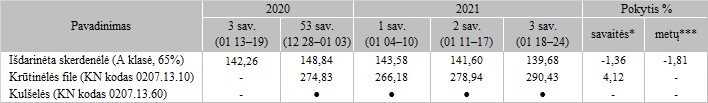 Pavadinimas 2020 2021 Pokytis %
3 sav. (01 13–19) 53 sav. (12 28–01 03) 1 sav. (01 04–10) 2 sav. (01 11–17) 3 sav. (01 18–24) savaitės* metų***
Išdarinėta skerdenėlė (A klasė, 65%) 142,26 148,84 143,58 141,60 139,68 -1,36 -1,81
Krūtinėlės filė (KN kodas 0207.13.10) - 274,83 266,18 278,94 290,43 4,12 -
Kulšelės (KN kodas 0207.13.60) - ● ● ● ● - -